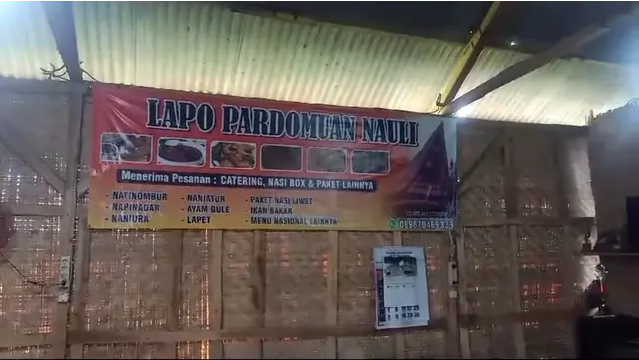 LAPO PARDOMUAN NAULI
Menerima Pesanan : CATERING, NASI BOX & PAKET LAINNYA
- NATINOMBUR
- NAPINADAR
- NANIURA
- NANIATUR
- AYAM GULE
- LAPET
- PAKET NASI LIWET
- IKAN BAKAR
- MENU NASIONAL LAINNYA
089670469333